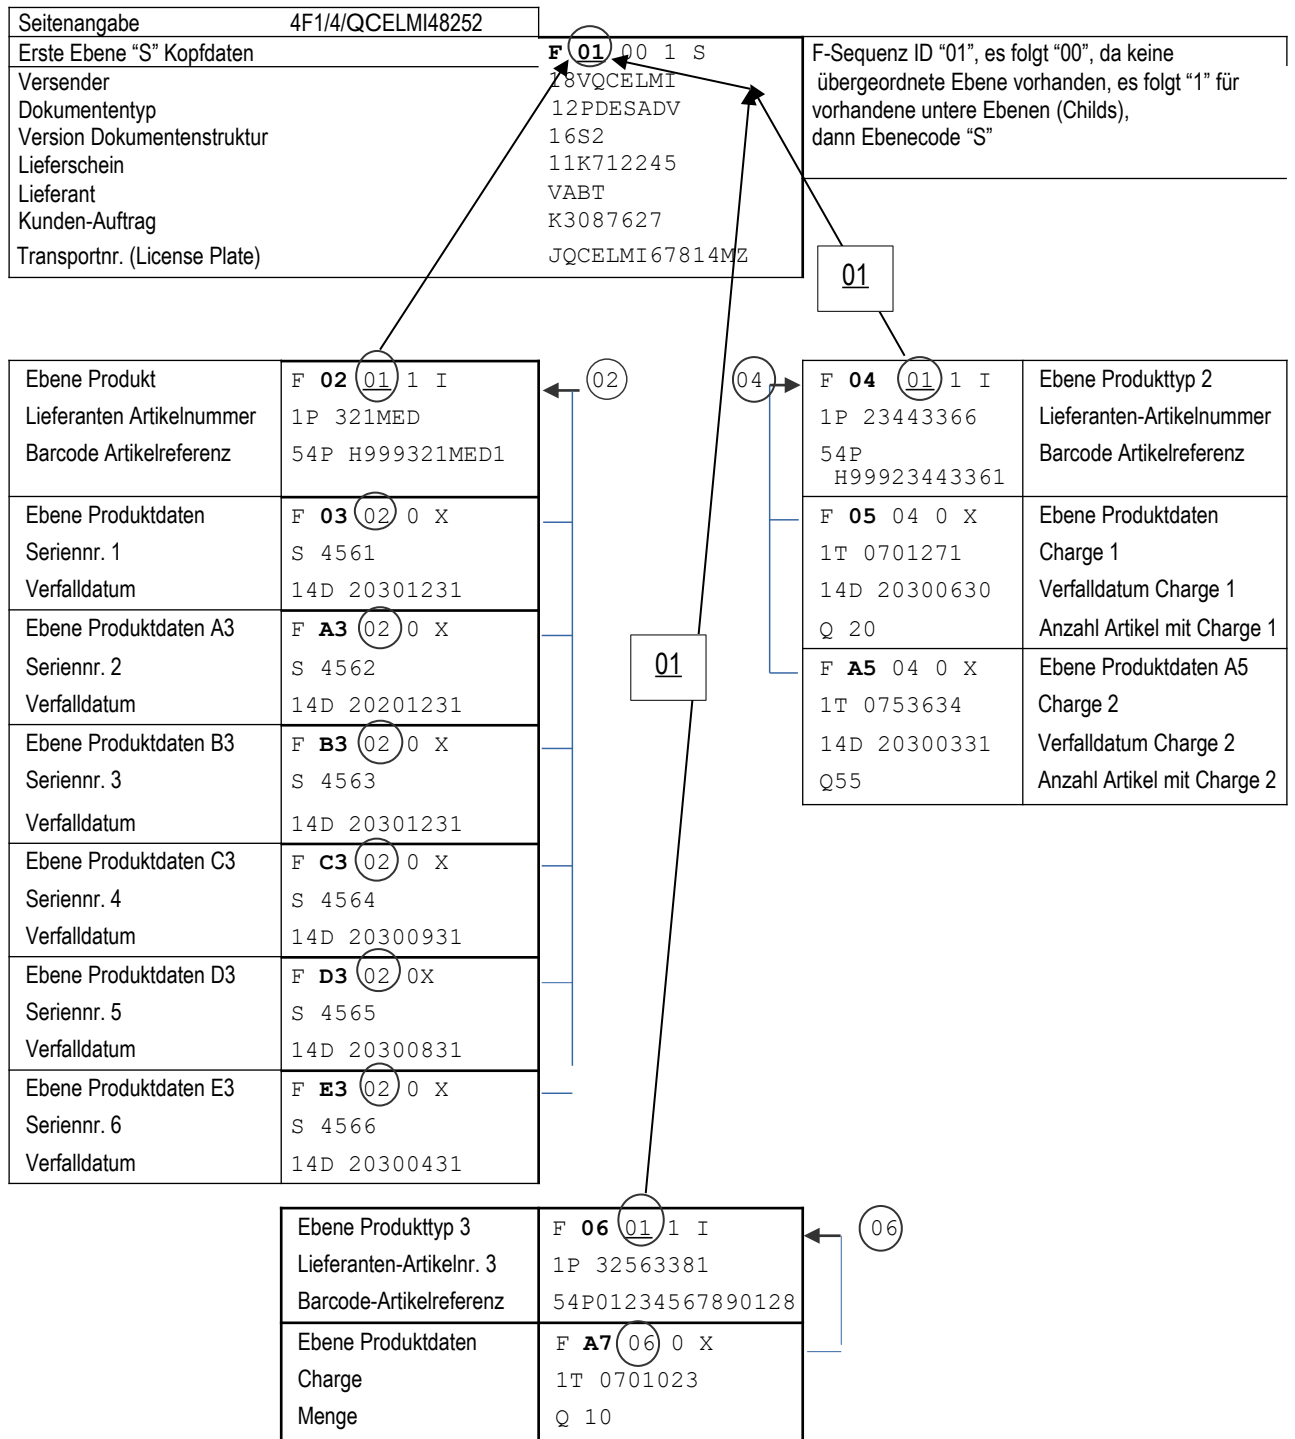 Seitenangabe 4F1/4/QCELMI48252
Erste Ebene “S” Kopfdaten F 01 00 1 S
Versender 18VQCELMI
Dokumententyp 12PDESADV
Version Dokumentenstruktur 16S2
Lieferschein 11K712245
Lieferant VABT
Kunden-Auftrag K3087627
Transportnr. (License Plate) JQCELMI67814MZ
F-Sequenz ID “01”, es folgt “00”, da keine
übergeordnete Ebene vorhanden, es folgt “1” für
vorhandene untere Ebenen (Childs),
dann Ebenecode “S”
01
Ebene Produkt F 02 01 1 I
Lieferanten Artikelnummer 1P 321MED
Barcode Artikelreferenz 54P H999321MED1
02
Ebene Produktdaten F 03 02 0 X
Seriennr. 1 S 4561
Verfalldatum 14D 20301231
Ebene Produktdaten A3 F A3 02 0 X
Seriennr. 2 S 4562
Verfalldatum 14D 20201231
Ebene Produktdaten B3 F B3 02 0 X
Seriennr. 3 S 4563
Verfalldatum 14D 20301231
Ebene Produktdaten C3 F C3 02 0 X
Seriennr. 4 S 4564
Verfalldatum 14D 20300931
Ebene Produktdaten D3 F D3 02 0X
Seriennr. 5 S 4565
Verfalldatum 14D 20300831
Ebene Produktdaten E3 F E3 02 0 X
Seriennr. 6 S 4566
Verfalldatum 14D 20300431
01
04
F 04 01 1 I Ebene Produkttyp 2
1P 23443366 Lieferanten-Artikelnummer
54P Barcode Artikelreferenz
H99923443361
F 05 04 0 X Ebene Produktdaten
1T 0701271 Charge 1
14D 20300630 Verfalldatum Charge 1
Q 20 Anzahl Artikel mit Charge 1
F A5 04 0 X Ebene Produktdaten A5
1T 0753634 Charge 2
14D 20300331 Verfalldatum Charge 2
Q55 Anzahl Artikel mit Charge 2
Ebene Produkttyp 3 F 06 01 1 I
Lieferanten-Artikelnr. 3 1P 32563381
Barcode-Artikelreferenz 54P01234567890128
06
Ebene Produktdaten F A7 06 0 X
Charge 1T 0701023
Menge Q 10